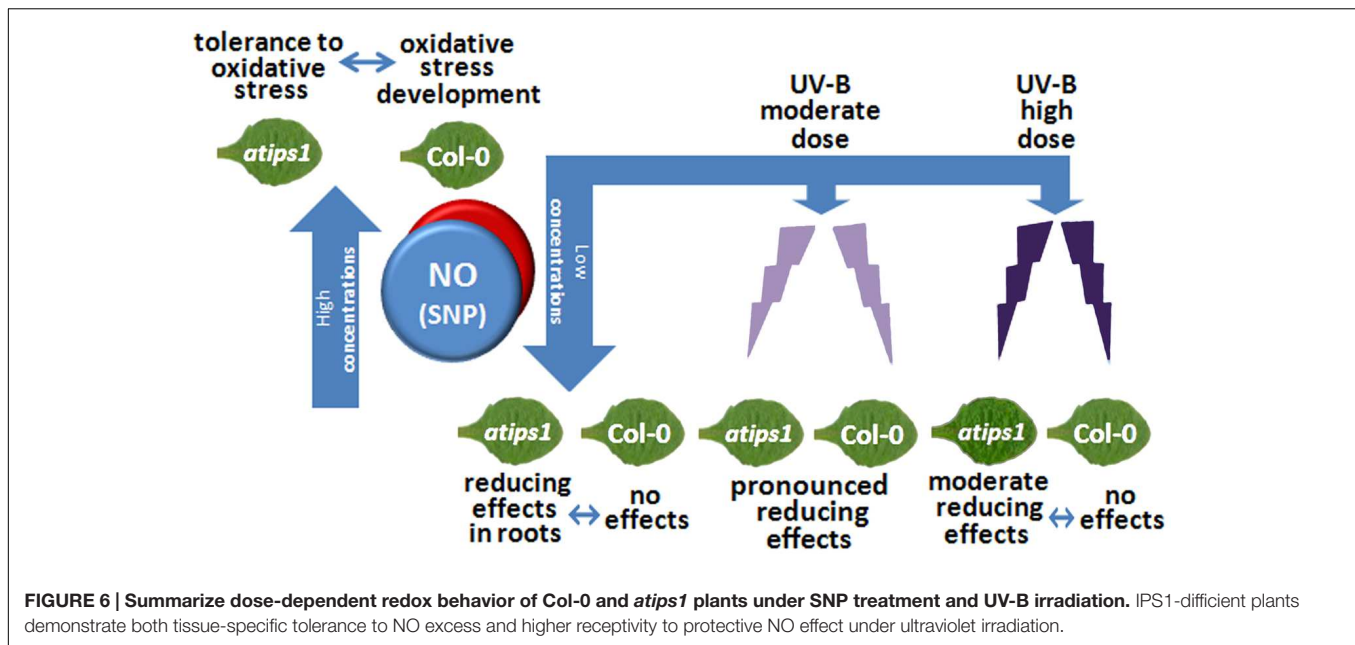 tolerance to
oxidative
stress
oxidative
stress
development
UV-B
moderate
dose
UV-B
high
dose
atips1
Col-0
High
concentrations
NO
(SNP)
Low
concentrations
atips1
Col-0
atips1
Col-0
atips1
Col-0
reducing
effects
in roots
no
effects
pronounced
reducing
effects
moderate
reducing
effects
no
effects
FIGURE 6 | Summarize dose-dependent redox behavior of Col-0 and atips1 plants under SNP treatment and UV-B irradiation. IPS1-difficient plants
demonstrate both tissue-specific tolerance to NO excess and higher receptivity to protective NO effect under ultraviolet irradiation.